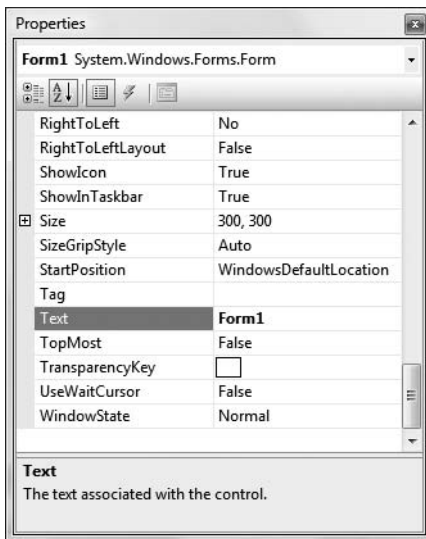 Properties
Form1 System.Windows.Forms.Form
RightToLeft No
RightToLeftLayout False
ShowIcon True
ShowInTaskbar True
Size 300, 300
SizeGripStyle Auto
StartPosition WindowsDefaultLocation
Tag
Text Form1
TopMost False
TransparencyKey
UseWaitCursor False
WindowState Normal
Text
The text associated with the control.